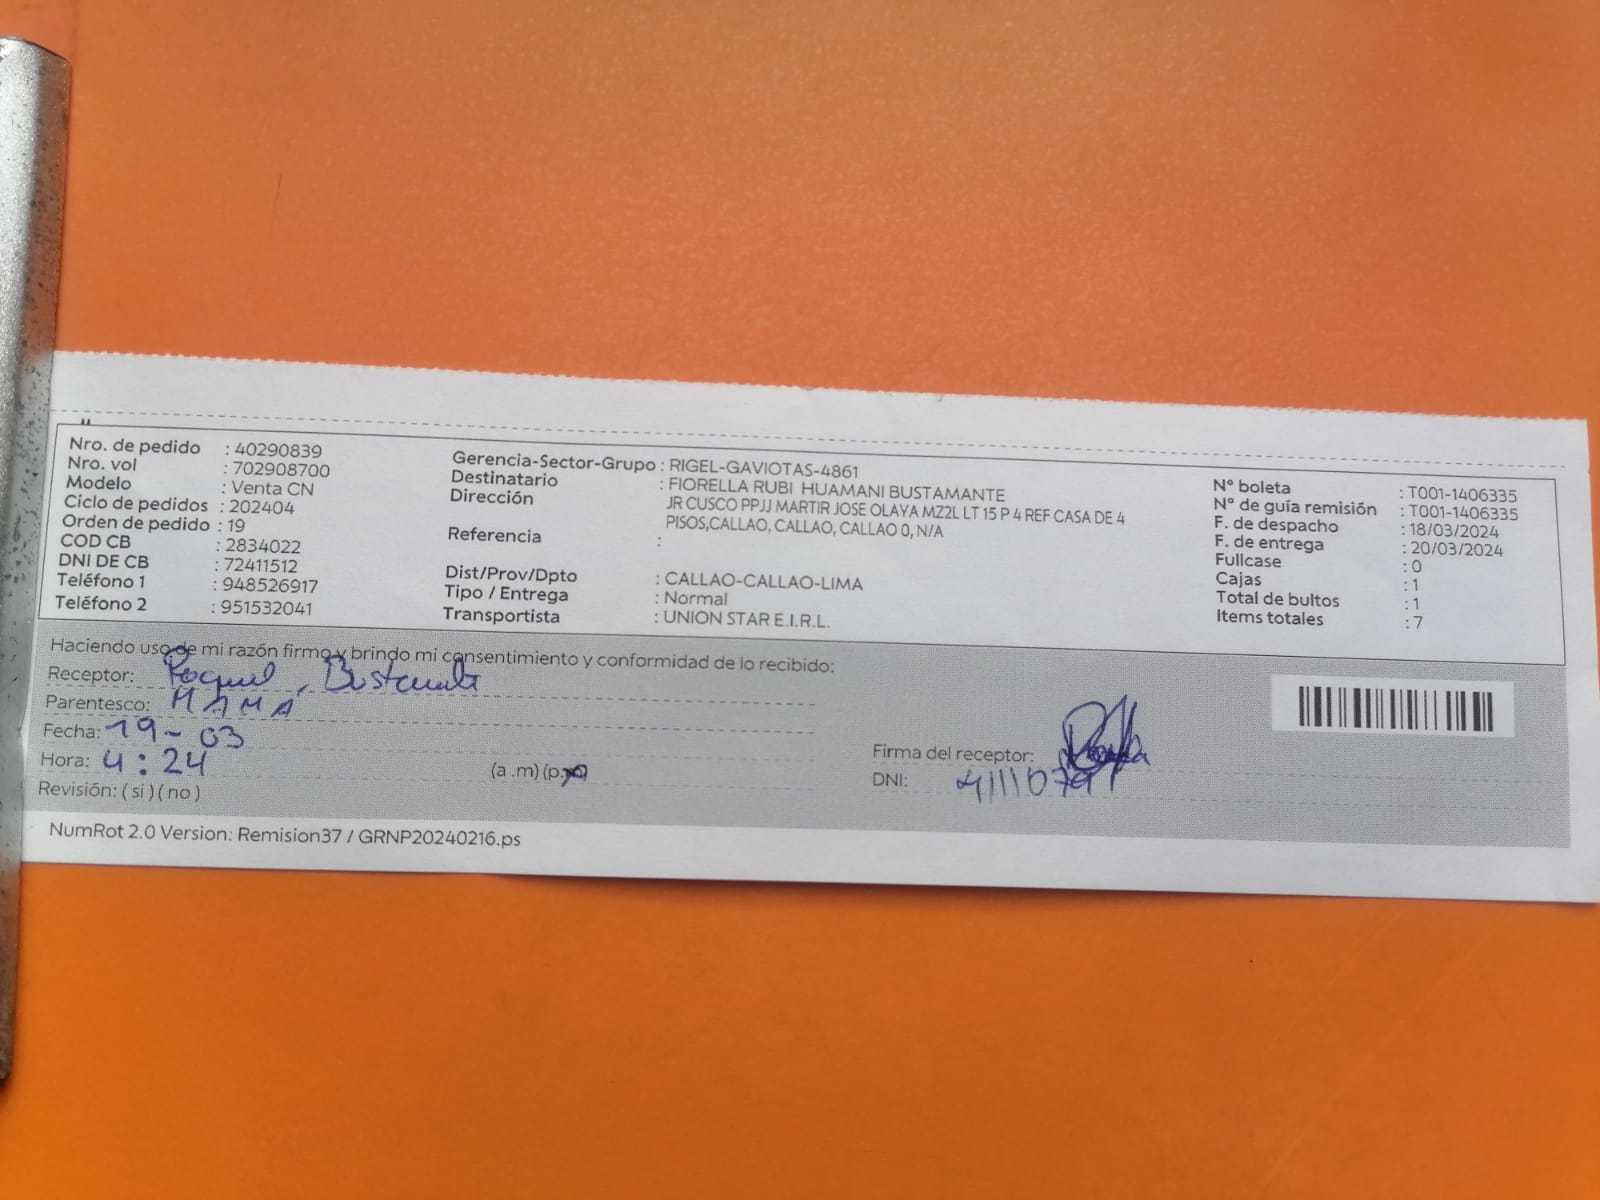 Nro. de pedido : 40290839
Nro. vol : 702908700
Modelo : Venta CN
Ciclo de pedidos : 202404
Orden de pedido : 19
COD CB : 2834022
DNI DE CB : 72411512
Teléfono 1 : 948526917
Teléfono 2 : 951532041
Gerencia-Sector-Grupo : RIGEL-GAVIOTAS-4861
Destinatario : FIORELLA RUBI HUAMANI BUSTAMANTE
Dirección : JR CUSCO PPJJ MARTIR JOSE OLAYA MZ2L LT 15 P 4 REF CASA DE 4
PISOS,CALLAO, CALLAO, CALLAO 0, N/A
Referencia :
Dist/Prov/Dpto : CALLAO-CALLAO-LIMA
Tipo / Entrega : Normal
Transportista : UNION STAR E.I.R.L.
N° boleta : T001-1406335
N° de guía remisión : T001-1406335
F. de despacho : 18/03/2024
F. de entrega : 20/03/2024
Fullcase : 0
Cajas : 1
Total de bultos : 1
Items totales : 7
Haciendo uso de mi razón firmo y brindo mi consentimiento y conformidad de lo recibido:
Receptor: Raquel, Bustamante
Parentesco: MAMA
Fecha: 19-03
Hora: 4:24 (a .m) (p.m)
Revisión: ( si ) ( no )
Firma del receptor:
DNI: 4111079
NumRot 2.0 Version: Remision37 / GRNP20240216.ps